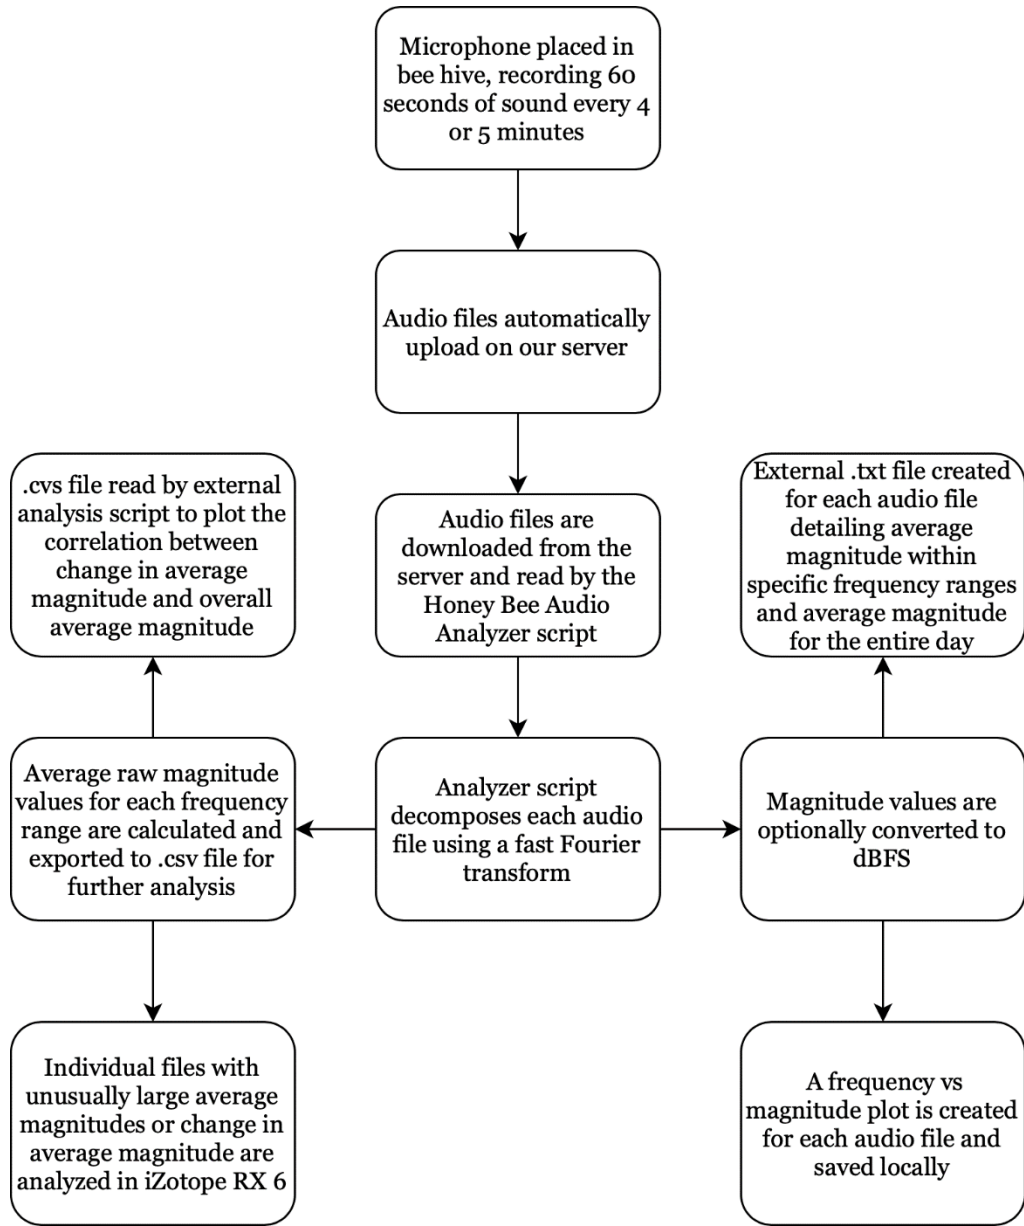 Microphone placed in
bee hive, recording 60
seconds of sound every 4
or 5 minutes
Audio files automatically
upload on our server
.cvs file read by external
analysis script to plot the
correlation between
change in average
magnitude and overall
average magnitude
Audio files are
downloaded from the
server and read by the
Honey Bee Audio
Analyzer script
External .txt file created
for each audio file
detailing average
magnitude within
specific frequency ranges
and average magnitude
for the entire day
Average raw magnitude
values for each frequency
range are calculated and
exported to .csv file for
further analysis
Analyzer script
decomposes each audio
file using a fast Fourier
transform
Magnitude values are
optionally converted to
dBFS
Individual files with
unusually large average
magnitudes or change in
average magnitude are
analyzed in iZotope RX 6
A frequency vs
magnitude plot is created
for each audio file and
saved locally